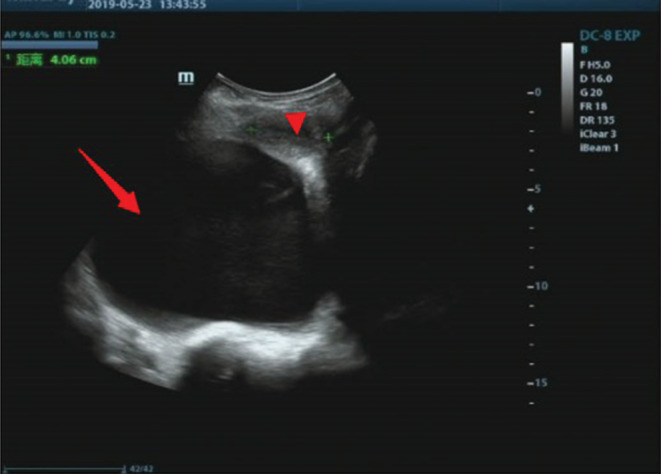 2019-05-23 13:43:55
AP 96.6% MI 1.0 TIS 0.2
1 距离 4.06 cm
m
DC-8 EXP
B
F H5.0
D 16.0
G 20
FR 18
DR 135
iClear 3
iBeam 1
0
5
10
15
42/42